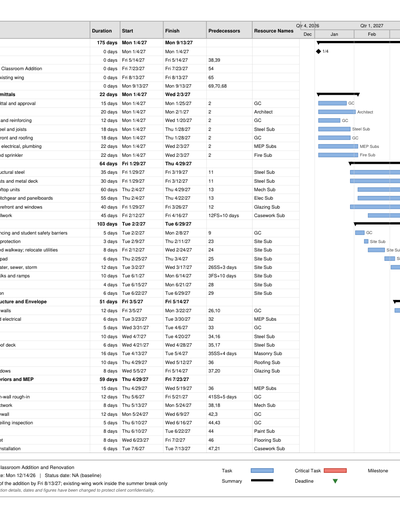 Qtr 4, 2026 Qtr 1, 2027
Duration Start Finish Predecessors Resource Names Dec Jan Feb
175 days Mon 1/4/27 Mon 9/13/27
0 days Mon 1/4/27 Mon 1/4/27 1/4
0 days Fri 5/14/27 Fri 5/14/27 38,39
Classroom Addition 0 days Fri 7/23/27 Fri 7/23/27 54
xisting wing 0 days Fri 8/13/27 Fri 8/13/27 65
0 days Mon 9/13/27 Mon 9/13/27 69,70,68
mittals 22 days Mon 1/4/27 Wed 2/3/27
ittal and approval 15 days Mon 1/4/27 Mon 1/25/27 2 GC GC
20 days Mon 1/4/27 Mon 2/1/27 2 Architect Architect
and reinforcing 12 days Mon 1/4/27 Wed 1/20/27 2 GC GC
eel and joists 18 days Mon 1/4/27 Thu 1/28/27 2 Steel Sub Steel Sub
ont and roofing 18 days Mon 1/4/27 Thu 1/28/27 2 GC GC
electrical, plumbing 22 days Mon 1/4/27 Wed 2/3/27 2 MEP Subs MEP Subs
nd sprinkler 22 days Mon 1/4/27 Wed 2/3/27 2 Fire Sub Fire Sub
64 days Fri 1/29/27 Thu 4/29/27
uctural steel 35 days Fri 1/29/27 Fri 3/19/27 11 Steel Sub
ts and metal deck 30 days Fri 1/29/27 Fri 3/12/27 11 Steel Sub
ftop units 60 days Thu 2/4/27 Thu 4/29/27 13 Mech Sub
itchgear and panelboards 55 days Thu 2/4/27 Thu 4/22/27 13 Elec Sub
refront and windows 40 days Fri 1/29/27 Fri 3/26/27 12 Glazing Sub
llwork 45 days Fri 2/12/27 Fri 4/16/27 12FS+10 days Casework Sub
103 days Tue 2/2/27 Tue 6/29/27
ncing and student safety barriers 5 days Tue 2/2/27 Mon 2/8/27 9 GC GC
protection 3 days Tue 2/9/27 Thu 2/11/27 23 Site Sub Site Sub
d walkway; relocate utilities 8 days Fri 2/12/27 Wed 2/24/27 24 Site Sub
pad 6 days Thu 2/25/27 Thu 3/4/27 25 Site Sub
ater, sewer, storm 12 days Tue 3/2/27 Wed 3/17/27 26SS+3 days Site Sub
ks and ramps 10 days Tue 6/1/27 Mon 6/14/27 3FS+10 days Site Sub
4 days Tue 6/15/27 Mon 6/21/27 28 Site Sub
n 6 days Tue 6/22/27 Tue 6/29/27 29 Site Sub
ucture and Envelope 51 days Fri 3/5/27 Fri 5/14/27
walls 12 days Fri 3/5/27 Mon 3/22/27 26,10 GC
d electrical 6 days Tue 3/23/27 Tue 3/30/27 32 MEP Subs
5 days Wed 3/31/27 Tue 4/6/27 33 GC
10 days Wed 4/7/27 Tue 4/20/27 34,16 Steel Sub
of deck 6 days Wed 4/21/27 Wed 4/28/27 35,17 Steel Sub
16 days Tue 4/13/27 Tue 5/4/27 35SS+4 days Masonry Sub
10 days Thu 4/29/27 Wed 5/12/27 36 Roofing Sub
dows 8 days Wed 5/5/27 Fri 5/14/27 37,20 Glazing Sub
eriors and MEP 59 days Thu 4/29/27 Fri 7/23/27
15 days Thu 4/29/27 Wed 5/19/27 36 MEP Subs
n-wall rough-in 12 days Thu 5/6/27 Fri 5/21/27 41SS+5 days GC
ctwork 8 days Thu 5/13/27 Mon 5/24/27 38,18 Mech Sub
wall 12 days Mon 5/24/27 Wed 6/9/27 42,3 GC
eiling suspension 5 days Thu 6/10/27 Wed 6/16/27 44,43 GC
8 days Thu 6/10/27 Tue 6/22/27 44 Paint Sub
t 8 days Wed 6/23/27 Fri 7/2/27 46 Flooring Sub
nstallation 6 days Tue 7/6/27 Tue 7/13/27 47,21 Casework Sub
Classroom Addition and Renovation
te: Mon 12/14/26 | Status date: NA (baseline)
of the addition by Fri 8/13/27; existing-wing work inside the summer break only
tion details, dates and figures have been changed to protect client confidentiality.
Task Critical Task Milestone
Summary Deadline